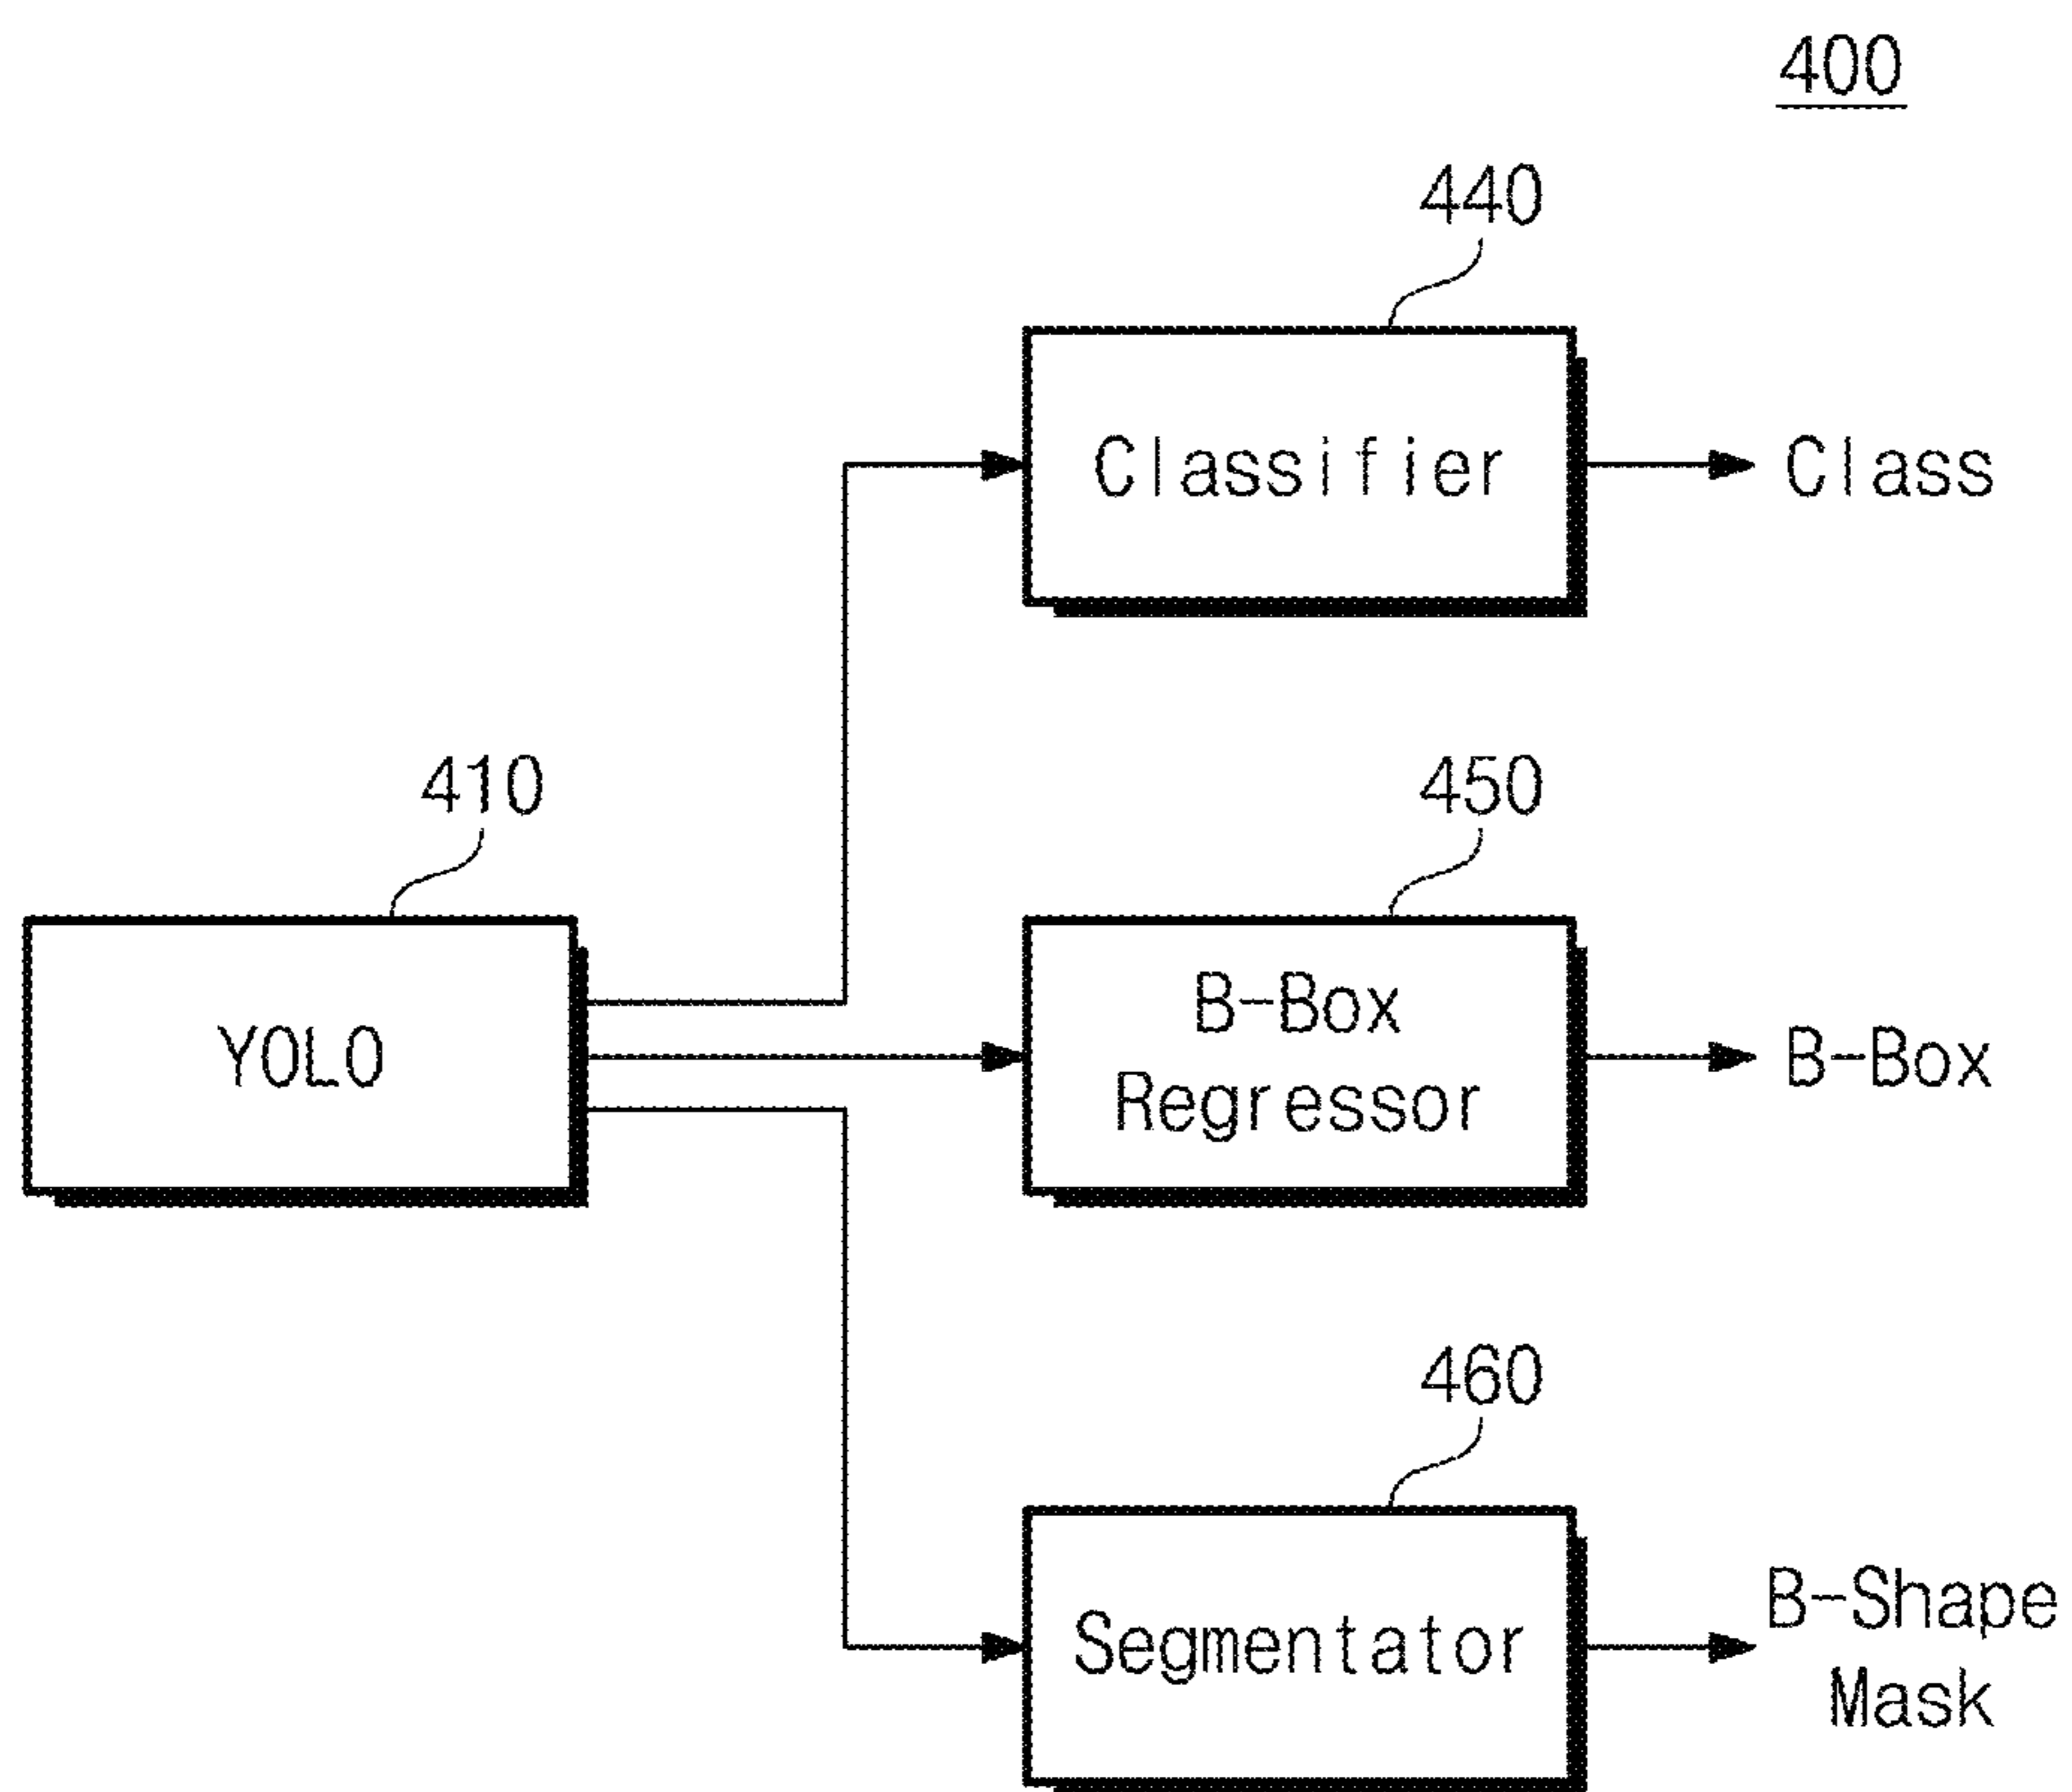 400
440
Classifier
Class
410
450
YOLO
B-Box
Regressor
B-Box
460
Segmentator
B-Shape
Mask